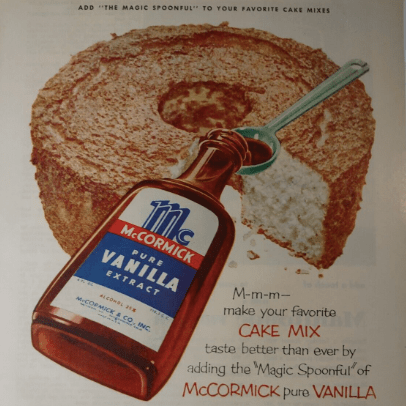 ADD "THE MAGIC SPOONFUL" TO YOUR FAVORITE CAKE MIXES
Mc
McCORMICK
PURE
VANILLA
EXTRACT
ALCOHOL 35%
McCORMICK & CO., INC.
M-m-m—
make your favorite
CAKE MIX
taste better than ever by
adding the "Magic Spoonful" of
McCORMICK pure VANILLA